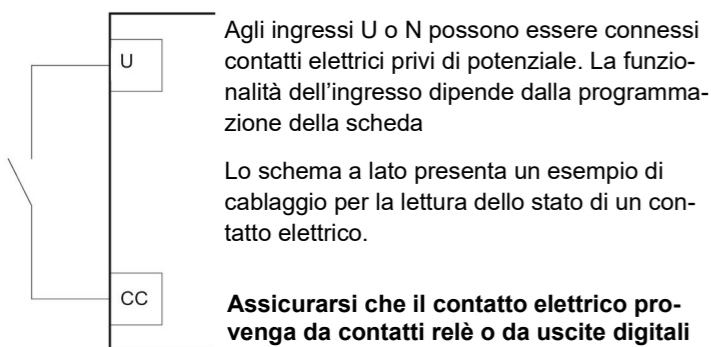 U
CC
Agli ingressi U o N possono essere connessi
contatti elettrici privi di potenziale. La funzio-
nalità dell'ingresso dipende dalla programma-
zione della scheda
Lo schema a lato presenta un esempio di
cablaggio per la lettura dello stato di un con-
tatto elettrico.
Assicurarsi che il contatto elettrico pro-
venga da contatti relè o da uscite digitali